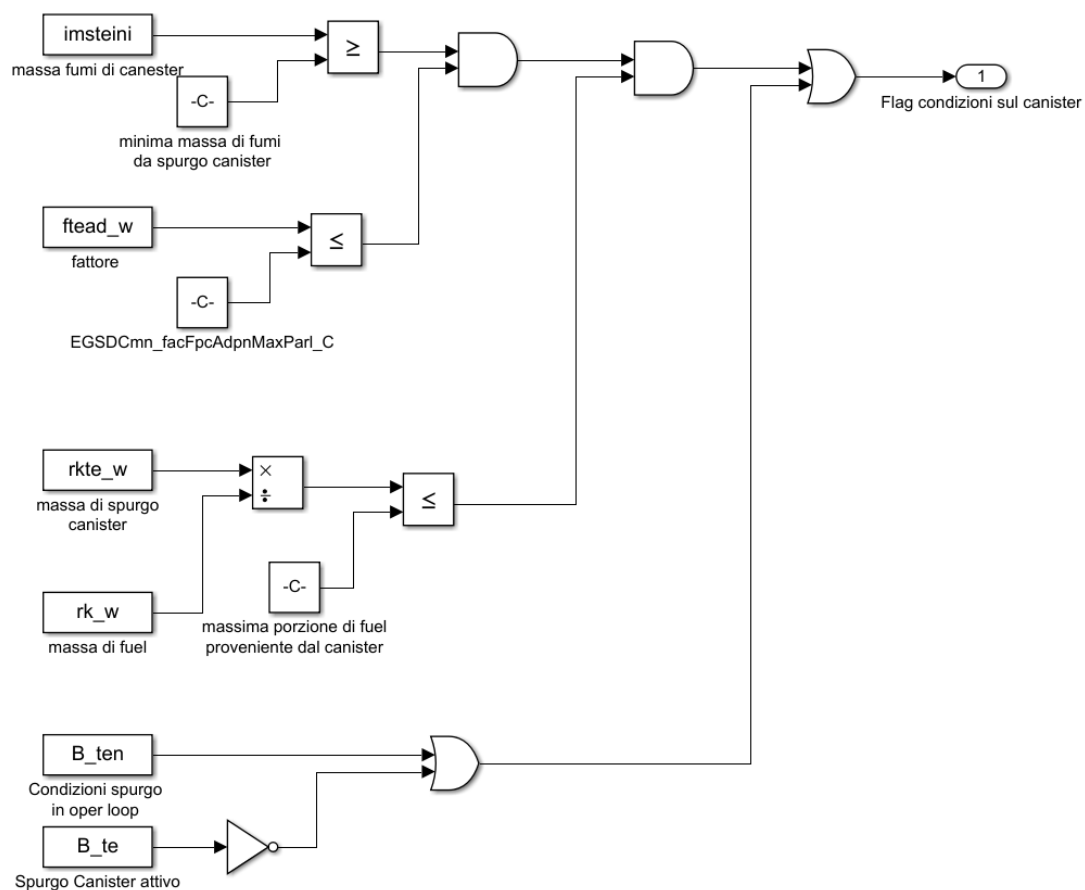 imsteini
massa fumi di canester
≥
-C-
minima massa di fumi
da spurgo canister
1
Flag condizioni sul canister
ftead_w
fattore
≤
-C-
EGSDCmn_facFpcAdpnMaxParl_C
rkte_w
massa di spurgo
canister
×
÷
≤
-C-
massima porzione di fuel
proveniente dal canister
rk_w
massa di fuel
B_ten
Condizioni spurgo
in oper loop
B_te
Spurgo Canister attivo